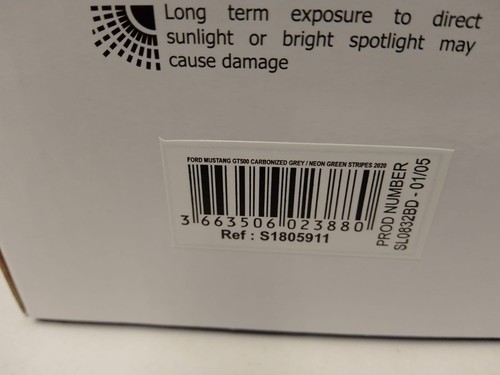 Long term exposure to direct
sunlight or bright spotlight may
cause damage
FORD MUSTANG GT500 CARBONIZED GREY / NEON GREEN STRIPES 2020
3 663506 023880
Ref : S1805911
PROD NUMBER
SL0832BD - 01/05